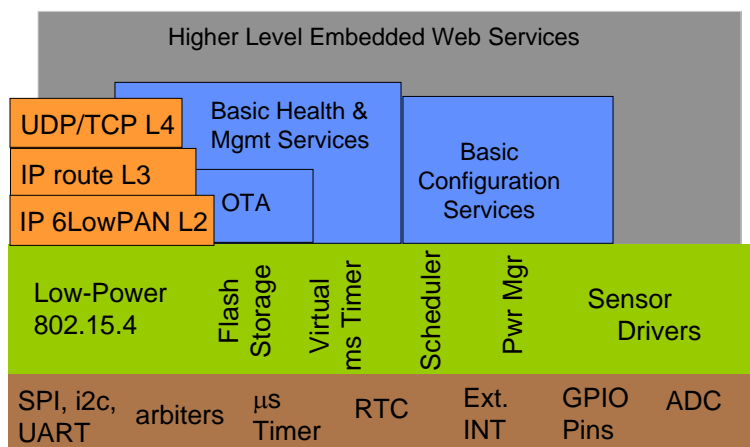 Higher Level Embedded Web Services
Basic Health &
Mgmt Services
UDP/TCP L4
IP route L3
IP 6LowPAN L2
OTA
Basic
Configuration
Services
Low-Power
802.15.4
Flash
Storage
Virtual
ms Timer
Scheduler
Pwr Mgr
Sensor
Drivers
SPI, i2c,
UART
arbiters
μs
Timer
RTC
Ext.
INT
GPIO
Pins
ADC